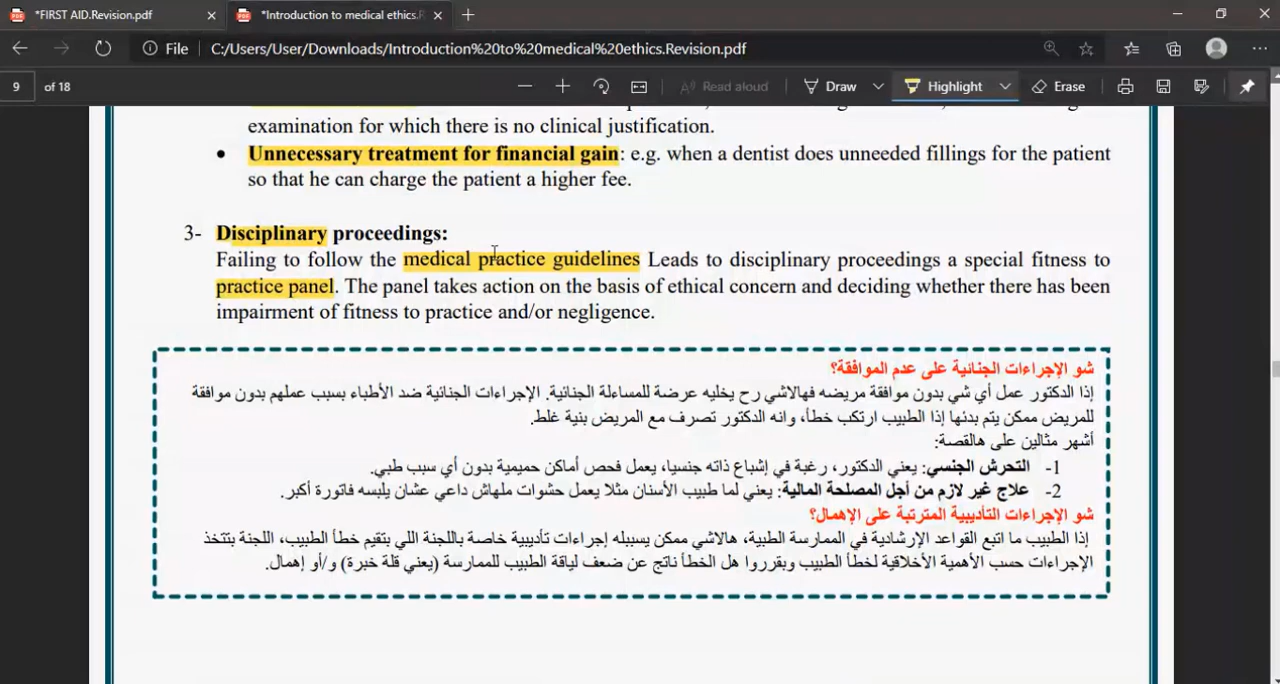 *FIRST AID.Revision.pdf
*Introduction to medical ethics.R
File C:/Users/User/Downloads/Introduction%20to%20medical%20ethics.Revision.pdf
9 of 18 Read aloud Draw Highlight Erase
examination for which there is no clinical justification.
• Unnecessary treatment for financial gain: e.g. when a dentist does unneeded fillings for the patient
so that he can charge the patient a higher fee.
3- Disciplinary proceedings:
Failing to follow the medical practice guidelines Leads to disciplinary proceedings a special fitness to
practice panel. The panel takes action on the basis of ethical concern and deciding whether there has been
impairment of fitness to practice and/or negligence.
شو الإجراءات الجنائية على عدم الموافقة؟
إذا الدكتور عمل أي شي بدون موافقة مريضه فهالاشي رح يخليه عرضة للمساءلة الجنائية. الإجراءات الجنائية ضد الأطباء بسبب عملهم بدون موافقة
للمريض ممكن يتم بدئها إذا الطبيب ارتكب خطأ، وانه الدكتور تصرف مع المريض بنية غلط.
أشهر مثالين على هالقصة:
1- التحرش الجنسي: يعني الدكتور، رغبة في إشباع ذاته جنسيا، يعمل فحص أماكن حميمية بدون أي سبب طبي.
2- علاج غير لازم من أجل المصلحة المالية: يعني لما طبيب الأسنان مثلا يعمل حشوات ملهاش داعي عشان يلبسه فاتورة أكبر.
شو الإجراءات التأديبية المترتبة على الإهمال؟
إذا الطبيب ما اتبع القواعد الإرشادية في الممارسة الطبية، هالاشي ممكن يسببله إجراءات تأديبية خاصة باللجنة اللي بتقيم خطأ الطبيب، اللجنة بتتخذ
الإجراءات حسب الأهمية الأخلاقية لخطأ الطبيب وبقرروا هل الخطأ ناتج عن ضعف لياقة الطبيب للممارسة (يعني قلة خبرة) و/أو إهمال.